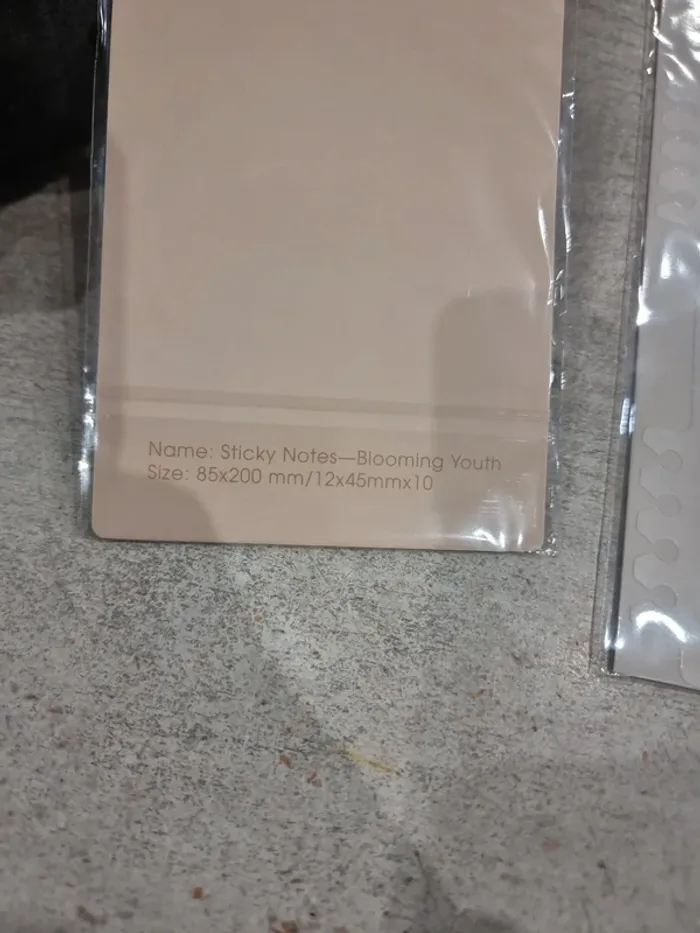 Name: Sticky Notes—Blooming Youth
Size: 85x200 mm/12x45mmx10